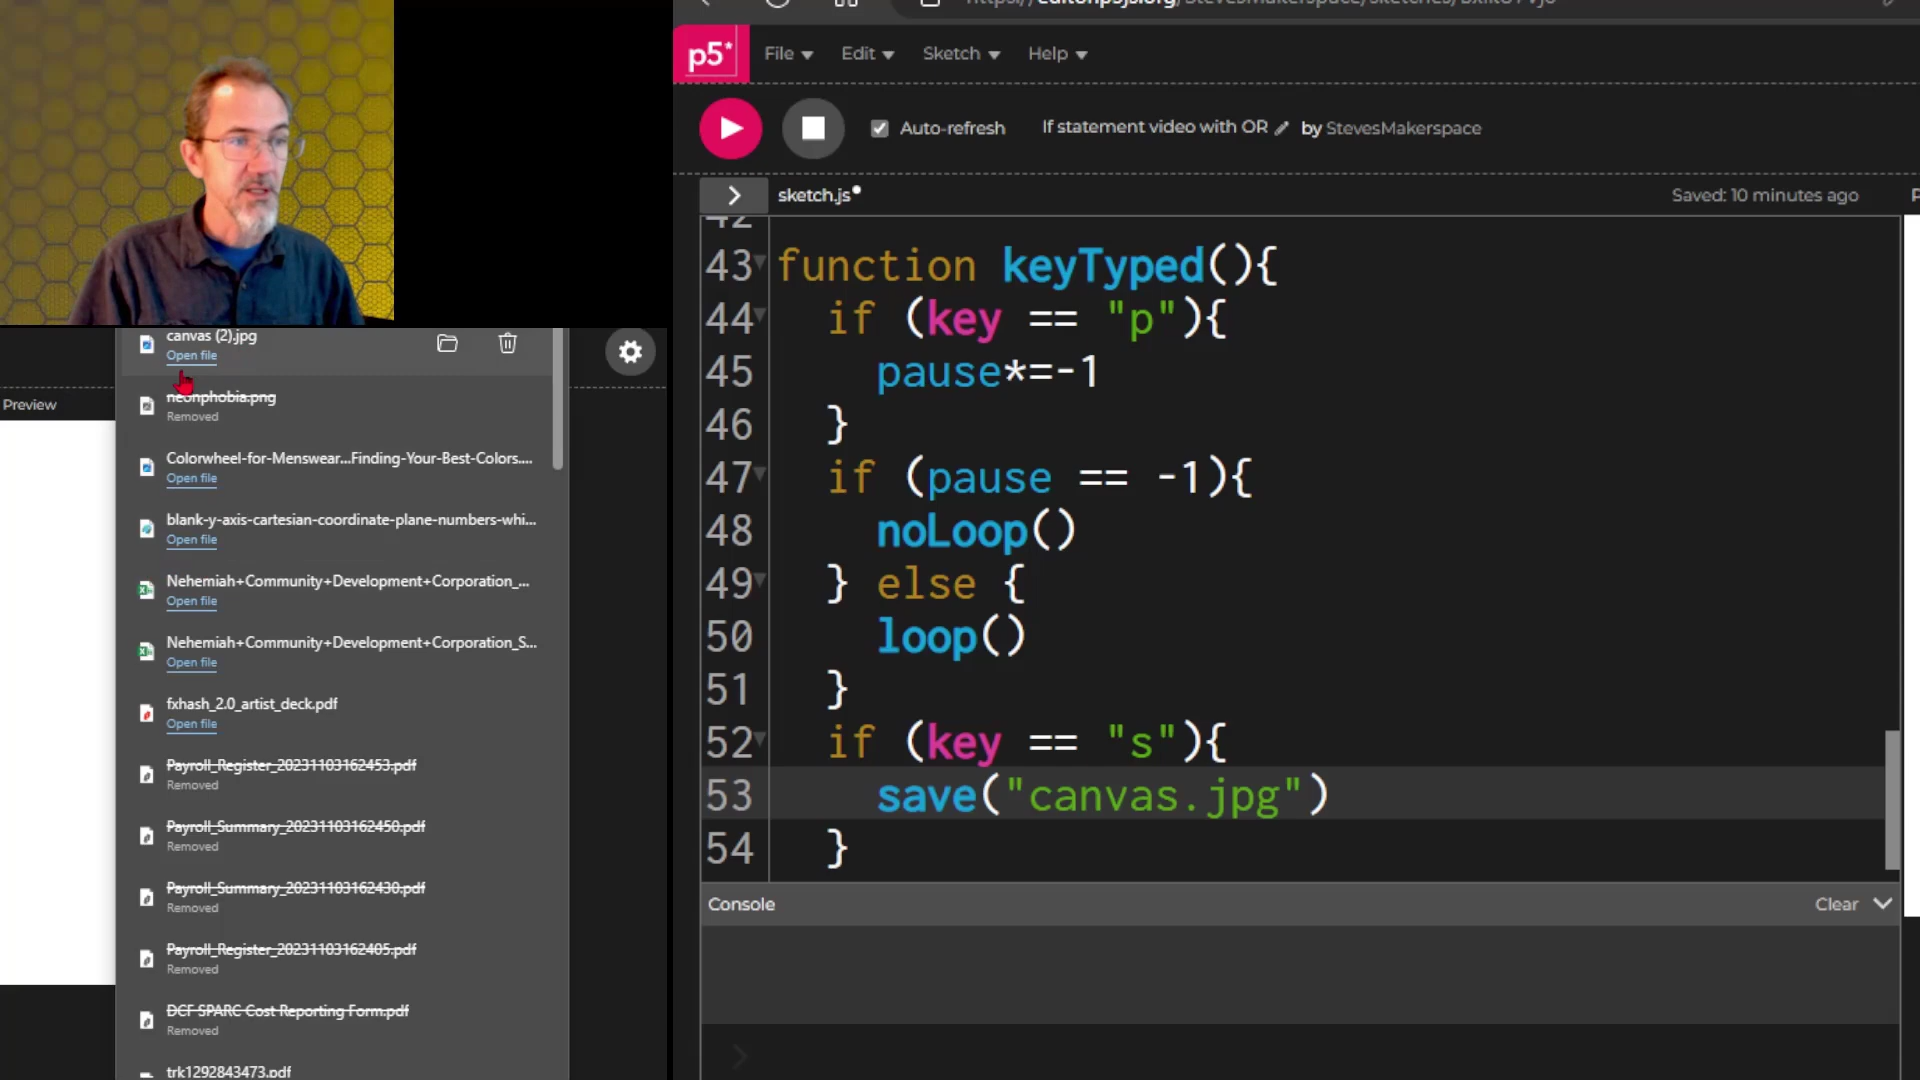 p5*
File
Edit
Sketch
Help
Auto-refresh
If statement video with OR
by StevesMakerspace
sketch.js
Saved: 10 minutes ago
42
43 function keyTyped(){
44 if (key == "p"){
45 pause*=-1
46 }
47 if (pause == -1){
48 noLoop()
49 } else {
50 loop()
51 }
52 if (key == "s"){
53 save("canvas.jpg")
54 }
Console
Clear
Preview
canvas (2).jpg
Open file
neonphobia.png
Removed
Colorwheel-for-Menswear...Finding-Your-Best-Colors....
Open file
blank-y-axis-cartesian-coordinate-plane-numbers-whi...
Open file
Nehemiah+Community+Development+Corporation_...
Open file
Nehemiah+Community+Development+Corporation_S...
Open file
fxhash_2.0_artist_deck.pdf
Open file
Payroll_Register_20231103162453.pdf
Removed
Payroll_Summary_20231103162450.pdf
Removed
Payroll_Summary_20231103162430.pdf
Removed
Payroll_Register_20231103162405.pdf
Removed
DCF SPARC Cost Reporting Form.pdf
Removed
trk1292843473.pdf